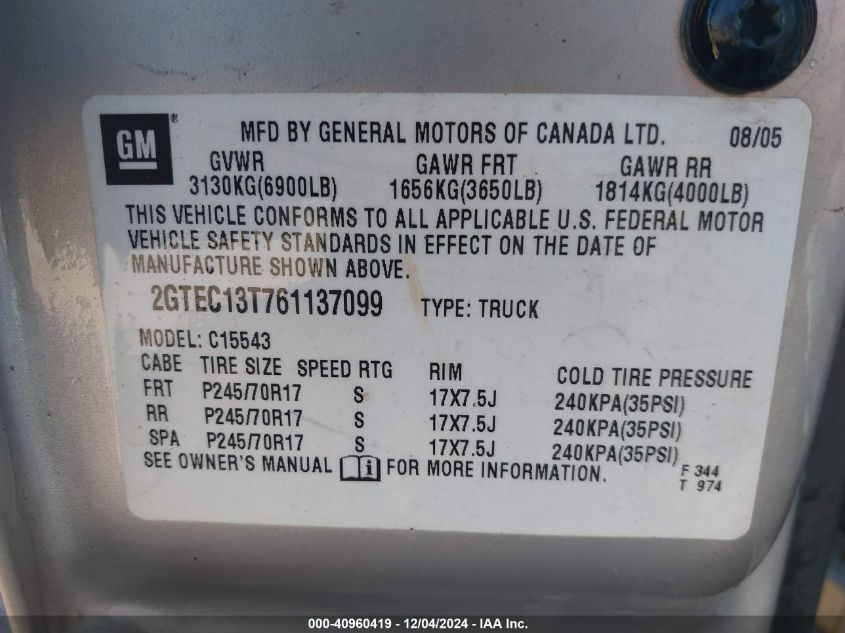 GM ® MFD BY GENERAL MOTORS OF CANADA LTD. 08/05
GVWR GAWR FRT GAWR RR
3130KG(6900LB) 1656KG(3650LB) 1814KG(4000LB)
THIS VEHICLE CONFORMS TO ALL APPLICABLE U.S. FEDERAL MOTOR
VEHICLE SAFETY STANDARDS IN EFFECT ON THE DATE OF
MANUFACTURE SHOWN ABOVE.
2GTEC13T761137099 TYPE: TRUCK
MODEL: C15543
CABE TIRE SIZE SPEED RTG RIM COLD TIRE PRESSURE
FRT P245/70R17 S 17X7.5J 240KPA(35PSI)
RR P245/70R17 S 17X7.5J 240KPA(35PSI)
SPA P245/70R17 S 17X7.5J 240KPA(35PSI)
SEE OWNER'S MANUAL i FOR MORE INFORMATION. F 344
T 974
000-40960419 - 12/04/2024 - IAA Inc.